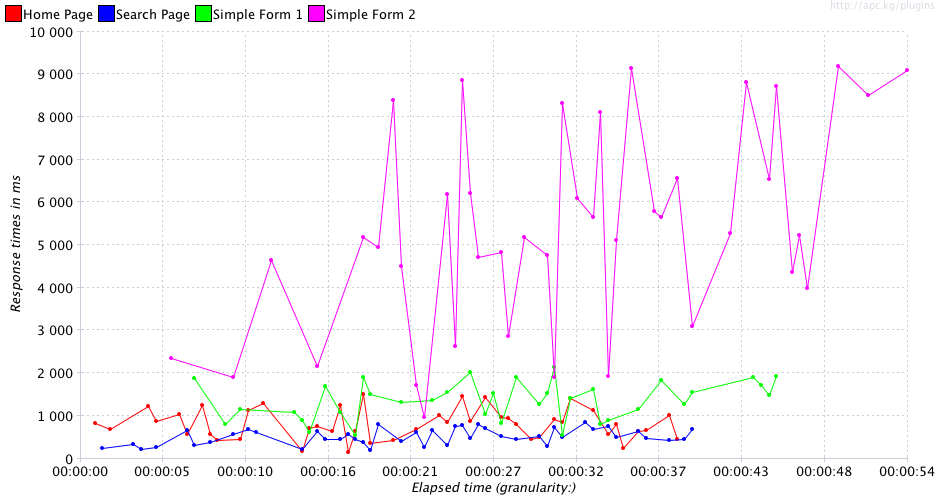 http://apc.kg/plugins
Home Page Search Page Simple Form 1 Simple Form 2
10 000
9 000
8 000
7 000
6 000
5 000
4 000
3 000
2 000
1 000
0
Response times in ms
00:00:00 00:00:05 00:00:10 00:00:16 00:00:21 00:00:27 00:00:32 00:00:37 00:00:43 00:00:48 00:00:54
Elapsed time (granularity:)